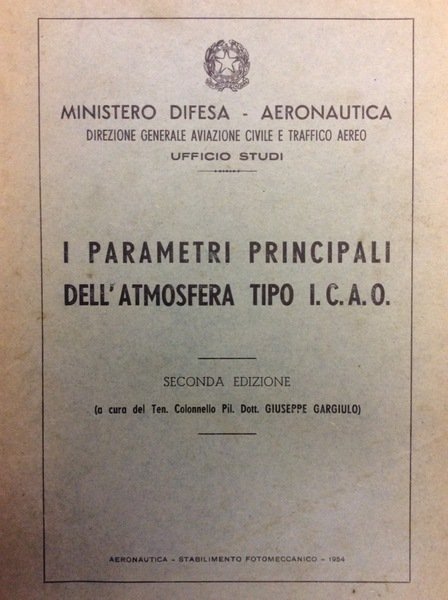 MINISTERO DIFESA - AERONAUTICA
DIREZIONE GENERALE AVIAZIONE CIVILE E TRAFFICO AEREO
UFFICIO STUDI
I PARAMETRI PRINCIPALI
DELL'ATMOSFERA TIPO I.C.A.O.
SECONDA EDIZIONE
(a cura del Ten. Colonnello Pil. Dott. GIUSEPPE GARGIULO)
AERONAUTICA - STABILIMENTO FOTOMECCANICO - 1954